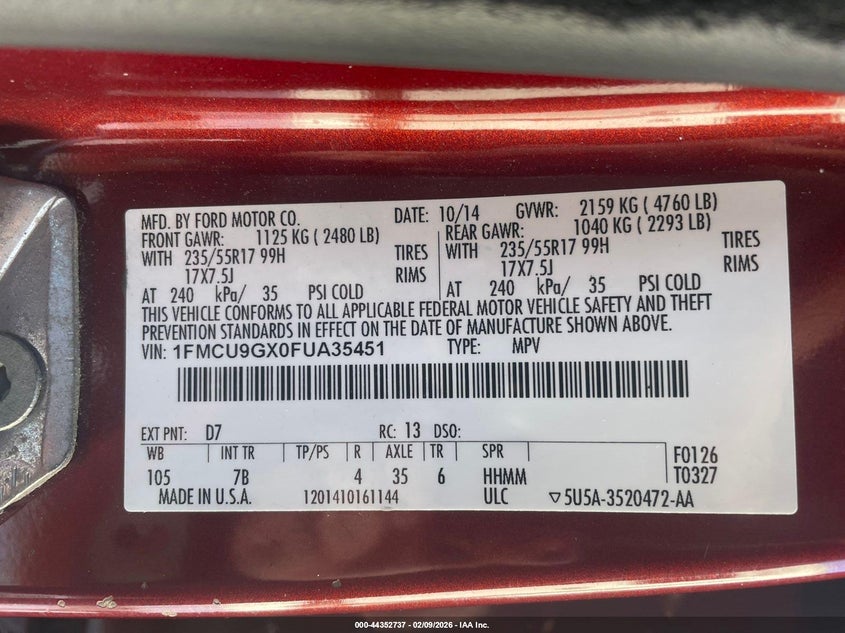 MFD. BY FORD MOTOR CO. DATE: 10/14 GVWR: 2159 KG ( 4760 LB)
FRONT GAWR: 1125 KG ( 2480 LB) REAR GAWR: 1040 KG ( 2293 LB)
WITH 235/55R17 99H TIRES WITH 235/55R17 99H TIRES
17X7.5J RIMS 17X7.5J RIMS
AT 240 kPa/ 35 PSI COLD AT 240 kPa/ 35 PSI COLD
THIS VEHICLE CONFORMS TO ALL APPLICABLE FEDERAL MOTOR VEHICLE SAFETY AND THEFT
PREVENTION STANDARDS IN EFFECT ON THE DATE OF MANUFACTURE SHOWN ABOVE.
VIN: 1FMCU9GX0FUA35451 TYPE: MPV
EXT PNT: D7 RC: 13 DSO:
WB INT TR TP/PS R AXLE TR SPR F0126
105 7B 4 35 6 HHMM T0327
MADE IN U.S.A. 1201410161144 ULC ▽5U5A-3520472-AA
000-44352737 - 02/09/2026 - IAA Inc.